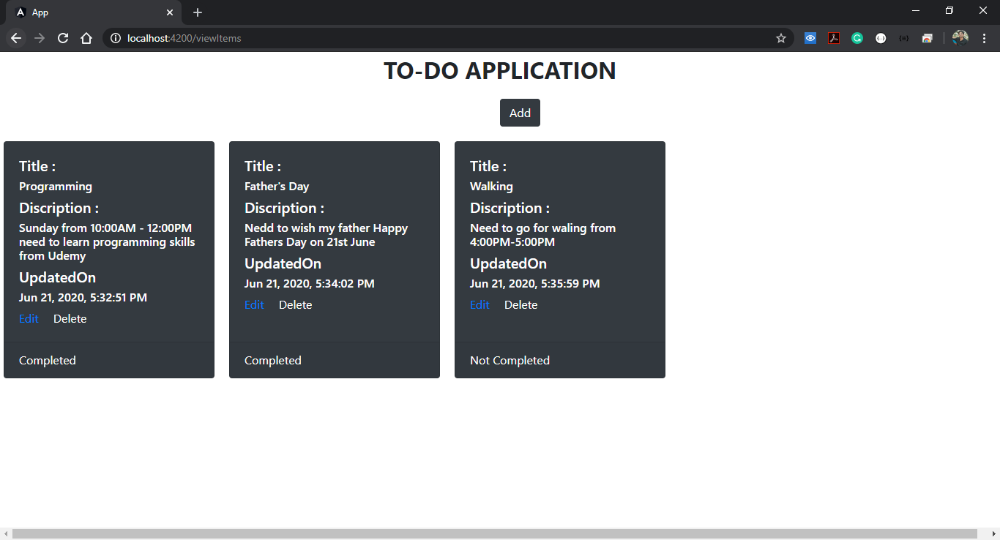 App
localhost:4200/viewItems
TO-DO APPLICATION
Add
Title :
Programming
Discription :
Sunday from 10:00AM - 12:00PM
need to learn programming skills
from Udemy
UpdatedOn
Jun 21, 2020, 5:32:51 PM
Edit Delete
Completed
Title :
Father's Day
Discription :
Nedd to wish my father Happy
Fathers Day on 21st June
UpdatedOn
Jun 21, 2020, 5:34:02 PM
Edit Delete
Completed
Title :
Walking
Discription :
Need to go for waling from
4:00PM-5:00PM
UpdatedOn
Jun 21, 2020, 5:35:59 PM
Edit Delete
Not Completed